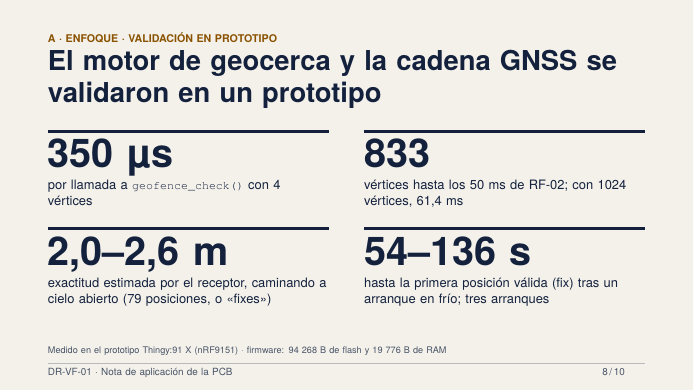 A · ENFOQUE · VALIDACIÓN EN PROTOTIPO
El motor de geocerca y la cadena GNSS se
validaron en un prototipo
350 µs
por llamada a geofence_check() con 4
vértices
833
vértices hasta los 50 ms de RF-02; con 1024
vértices, 61,4 ms
2,0–2,6 m
exactitud estimada por el receptor, caminando a
cielo abierto (79 posiciones, o «fixes»)
54–136 s
hasta la primera posición válida (fix) tras un
arranque en frío; tres arranques
Medido en el prototipo Thingy:91 X (nRF9151) · firmware: 94 268 B de flash y 19 776 B de RAM
DR-VF-01 · Nota de aplicación de la PCB
8/10